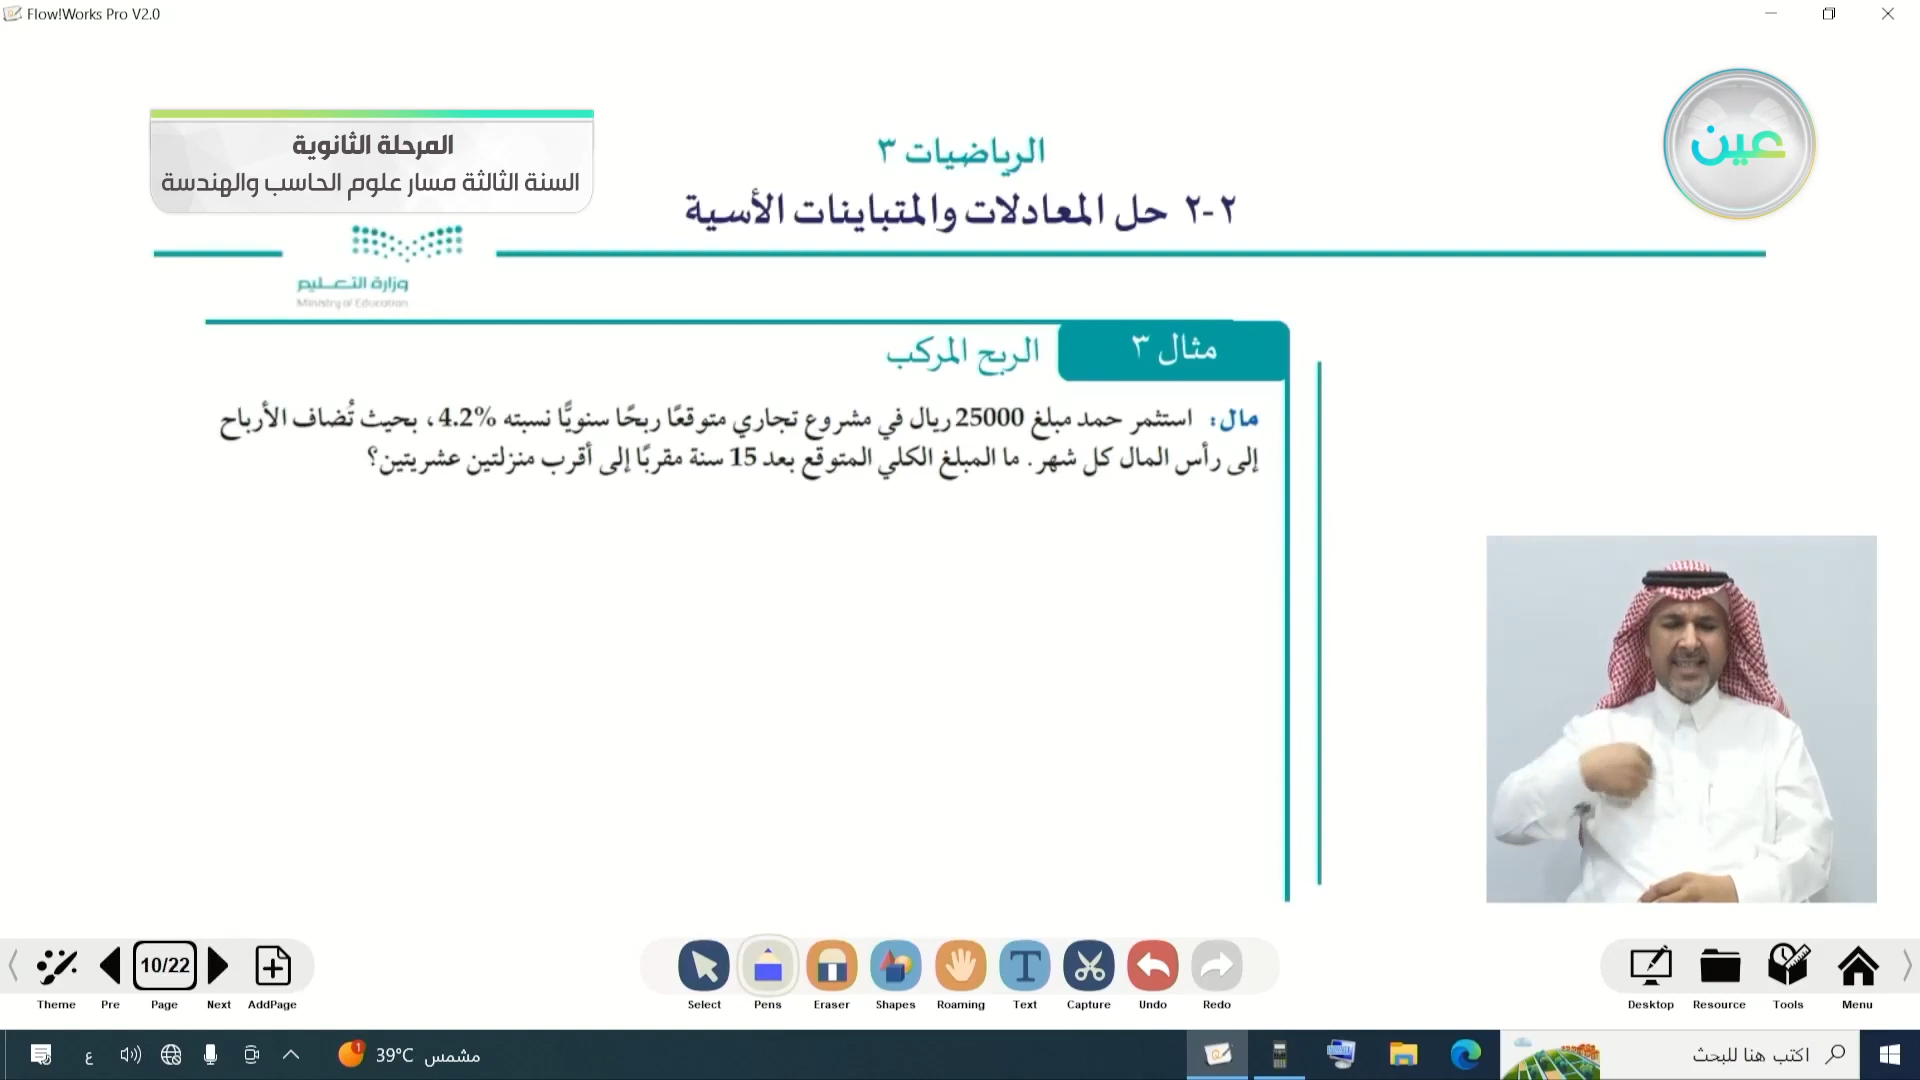 Flow!Works Pro V2.0
عين
المرحلة الثانوية
السنة الثالثة مسار علوم الحاسب والهندسة
الرياضيات ٣
٢-٢ حل المعادلات والمتباينات الأسية
وزارة التعليم
Ministry of Education
مثال ٣
الربح المركب
مال: استثمر حمد مبلغ 25000 ريال في مشروع تجاري متوقعًا ربحًا سنويًّا نسبته 4.2% ، بحيث تُضاف الأرباح
إلى رأس المال كل شهر . ما المبلغ الكلي المتوقع بعد 15 سنة مقربًا إلى أقرب منزلتين عشريتين؟
10/22
Theme Pre Page Next AddPage
Select Pens Eraser Shapes Roaming Text Capture Undo Redo
Desktop Resource Tools Menu
ع
1
39°C مشمس
اكتب هنا للبحث